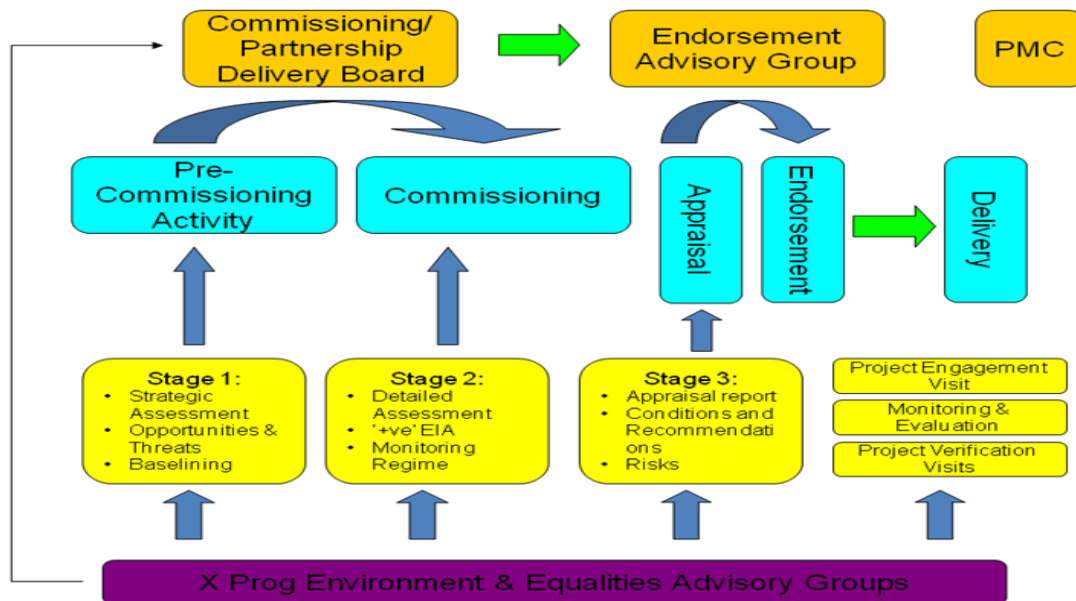 Commissioning/
Partnership
Delivery Board
Endorsement
Advisory Group
PMC
Pre-
Commissioning
Activity
Commissioning
Appraisal
Endorsement
Delivery
Stage 1:
• Strategic
Assessment
• Opportunities &
Threats
• Baselining
Stage 2:
• Detailed
Assessment
• '+ve' EIA
• Monitoring
Regime
Stage 3:
• Appraisal report
• Conditions and
Recommendati
ons
• Risks
Project Engagement
Visit
Monitoring &
Evaluation
Project Verification
Visits
X Prog Environment & Equalities Advisory Groups